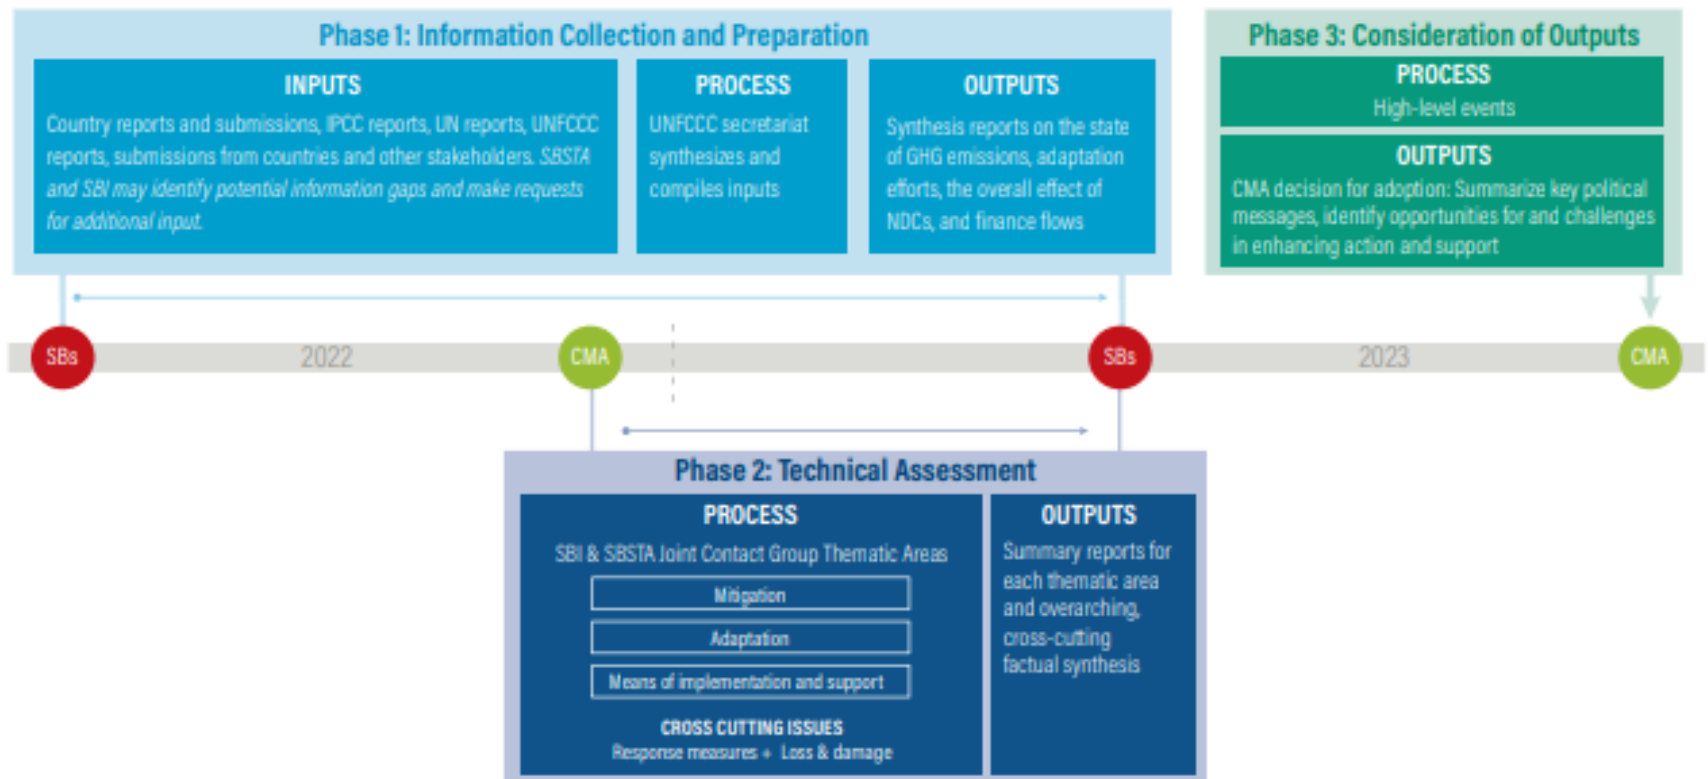 Phase 1: Information Collection and Preparation
INPUTS
Country reports and submissions, IPCC reports, UN reports, UNFCCC
reports, submissions from countries and other stakeholders. SBSTA
and SBI may identify potential information gaps and make requests
for additional input.
PROCESS
UNFCCC secretariat
synthesizes and
compiles inputs
OUTPUTS
Synthesis reports on the state
of GHG emissions, adaptation
efforts, the overall effect of
NDCs, and finance flows
Phase 3: Consideration of Outputs
PROCESS
High-level events
OUTPUTS
CMA decision for adoption: Summarize key political
messages, identify opportunities for and challenges
in enhancing action and support
SBs
2022
CMA
SBs
2023
CMA
Phase 2: Technical Assessment
PROCESS
SBI & SBSTA Joint Contact Group Thematic Areas
Mitigation
Adaptation
Means of implementation and support
CROSS CUTTING ISSUES
Response measures + Loss & damage
OUTPUTS
Summary reports for
each thematic area
and overarching,
cross-cutting
factual synthesis